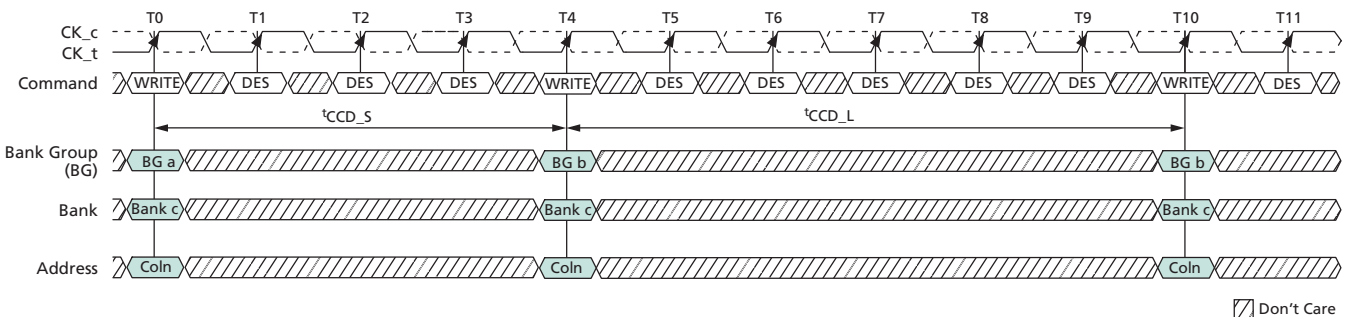 T0 T1 T2 T3 T4 T5 T6 T7 T8 T9 T10 T11
CK_c
CK_t
Command WRITE DES DES DES WRITE DES DES DES DES DES WRITE DES
tCCD_S tCCD_L
Bank Group
(BG) BG a BG b BG b
Bank Bank c Bank c Bank c
Address Coln Coln Coln
Don't Care